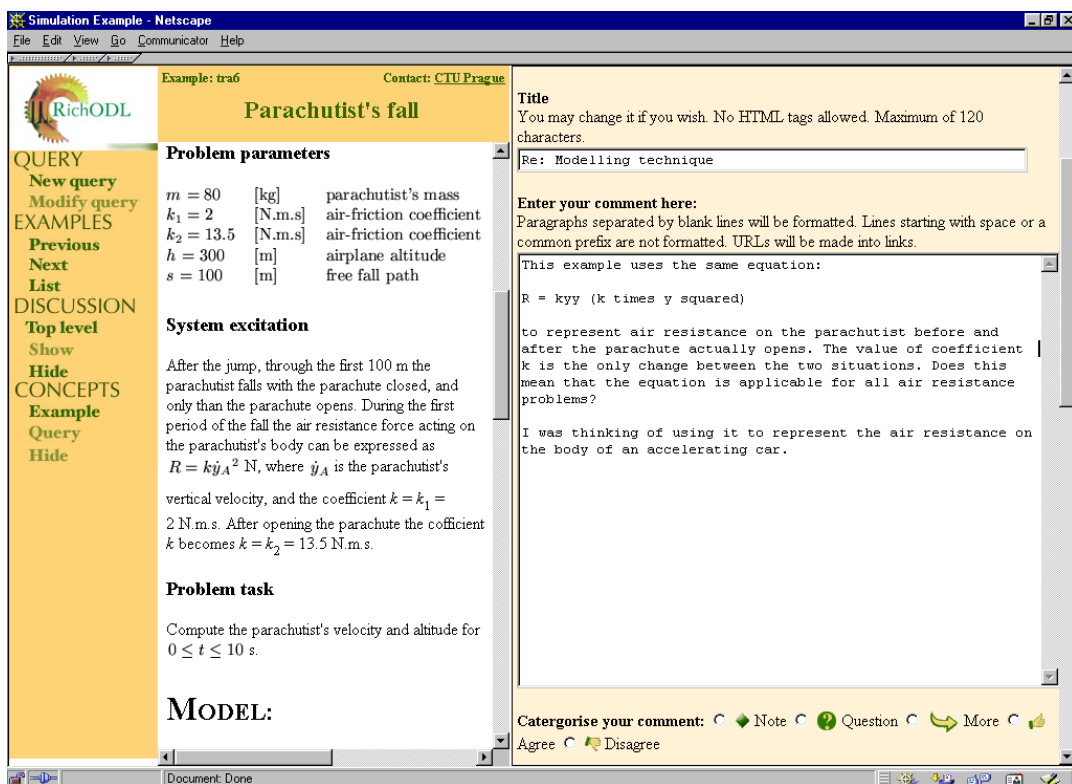 Simulation Example - Netscape
File Edit View Go Communicator Help
RichODL
QUERY
New query
Modify query
EXAMPLES
Previous
Next
List
DISCUSSION
Top level
Show
Hide
CONCEPTS
Example
Query
Hide
Example: tra6 Contact: CTU Prague
Parachutist's fall
Problem parameters
m = 80 [kg] parachutist's mass
k₁ = 2 [N.m.s] air-friction coefficient
k₂ = 13.5 [N.m.s] air-friction coefficient
h = 300 [m] airplane altitude
s = 100 [m] free fall path
System excitation
After the jump, through the first 100 m the
parachutist falls with the parachute closed, and
only than the parachute opens. During the first
period of the fall the air resistance force acting on
the parachutist's body can be expressed as
R = kẏ_A² N, where ẏ_A is the parachutist's
vertical velocity, and the coefficient k = k₁ =
2 N.m.s. After opening the parachute the cofficient
k becomes k = k₂ = 13.5 N.m.s.
Problem task
Compute the parachutist's velocity and altitude for
0 ≤ t ≤ 10 s.
MODEL:
Title
You may change it if you wish. No HTML tags allowed. Maximum of 120
characters.
Re: Modelling technique
Enter your comment here:
Paragraphs separated by blank lines will be formatted. Lines starting with space or a
common prefix are not formatted. URLs will be made into links.
This example uses the same equation:
R = kyy (k times y squared)
to represent air resistance on the parachutist before and
after the parachute actually opens. The value of coefficient
k is the only change between the two situations. Does this
mean that the equation is applicable for all air resistance
problems?
I was thinking of using it to represent the air resistance on
the body of an accelerating car.
Catergorise your comment: Note Question More
Agree Disagree
Document: Done